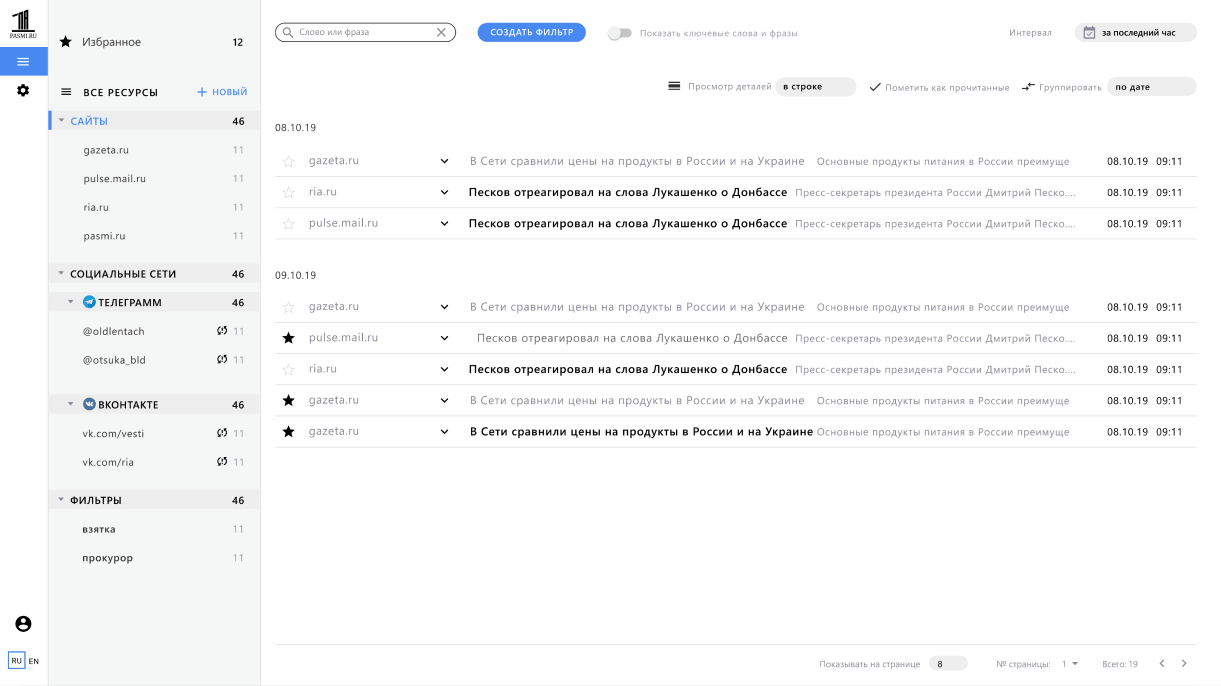 PASMI.RU
Избранное 12
ВСЕ РЕСУРСЫ + НОВЫЙ
САЙТЫ 46
gazeta.ru 11
pulse.mail.ru 11
ria.ru 11
pasmi.ru 11
СОЦИАЛЬНЫЕ СЕТИ 46
ТЕЛЕГРАММ 46
@oldlentach 11
@otsuka_bld 11
ВКОНТАКТЕ 46
vk.com/vesti 11
vk.com/ria 11
ФИЛЬТРЫ 46
взятка 11
прокурор 11
RU EN
Слово или фраза СОЗДАТЬ ФИЛЬТР Показать ключевые слова и фразы Интервал за последний час
Просмотр деталей в строке Пометить как прочитанные Группировать по дате
08.10.19
gazeta.ru В Сети сравнили цены на продукты в России и на Украине Основные продукты питания в России преимуще 08.10.19 09:11
ria.ru Песков отреагировал на слова Лукашенко о Донбассе Пресс-секретарь президента России Дмитрий Песко.... 08.10.19 09:11
pulse.mail.ru Песков отреагировал на слова Лукашенко о Донбассе Пресс-секретарь президента России Дмитрий Песко.... 08.10.19 09:11
09.10.19
gazeta.ru В Сети сравнили цены на продукты в России и на Украине Основные продукты питания в России преимуще 08.10.19 09:11
pulse.mail.ru Песков отреагировал на слова Лукашенко о Донбассе Пресс-секретарь президента России Дмитрий Песко.... 08.10.19 09:11
ria.ru Песков отреагировал на слова Лукашенко о Донбассе Пресс-секретарь президента России Дмитрий Песко.... 08.10.19 09:11
gazeta.ru В Сети сравнили цены на продукты в России и на Украине Основные продукты питания в России преимуще 08.10.19 09:11
gazeta.ru В Сети сравнили цены на продукты в России и на Украине Основные продукты питания в России преимуще 08.10.19 09:11
Показывать на странице 8 № страницы: 1 Всего: 19